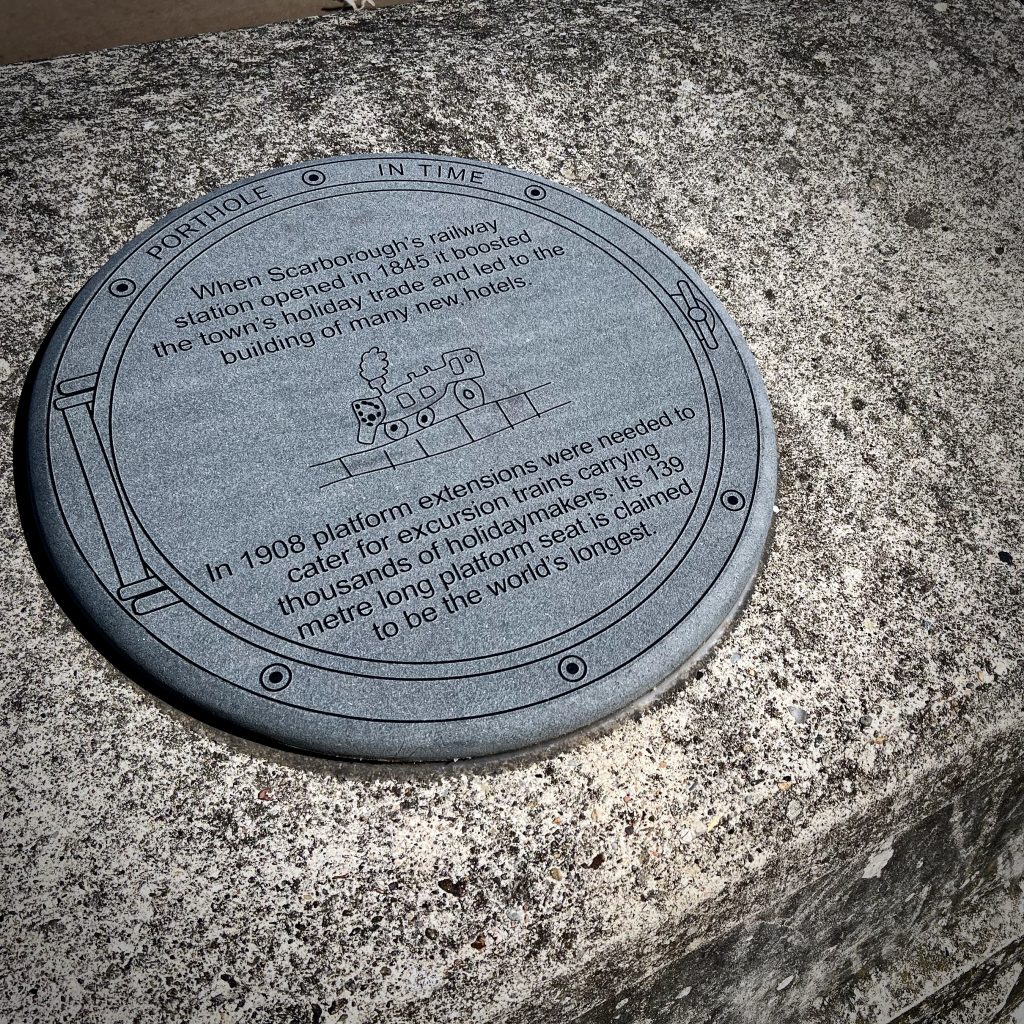 PORTHOLE IN TIME
When Scarborough's railway
station opened in 1845 it boosted
the town's holiday trade and led to the
building of many new hotels.
In 1908 platform extensions were needed to
cater for excursion trains carrying
thousands of holidaymakers. Its 139
metre long platform seat is claimed
to be the world's longest.